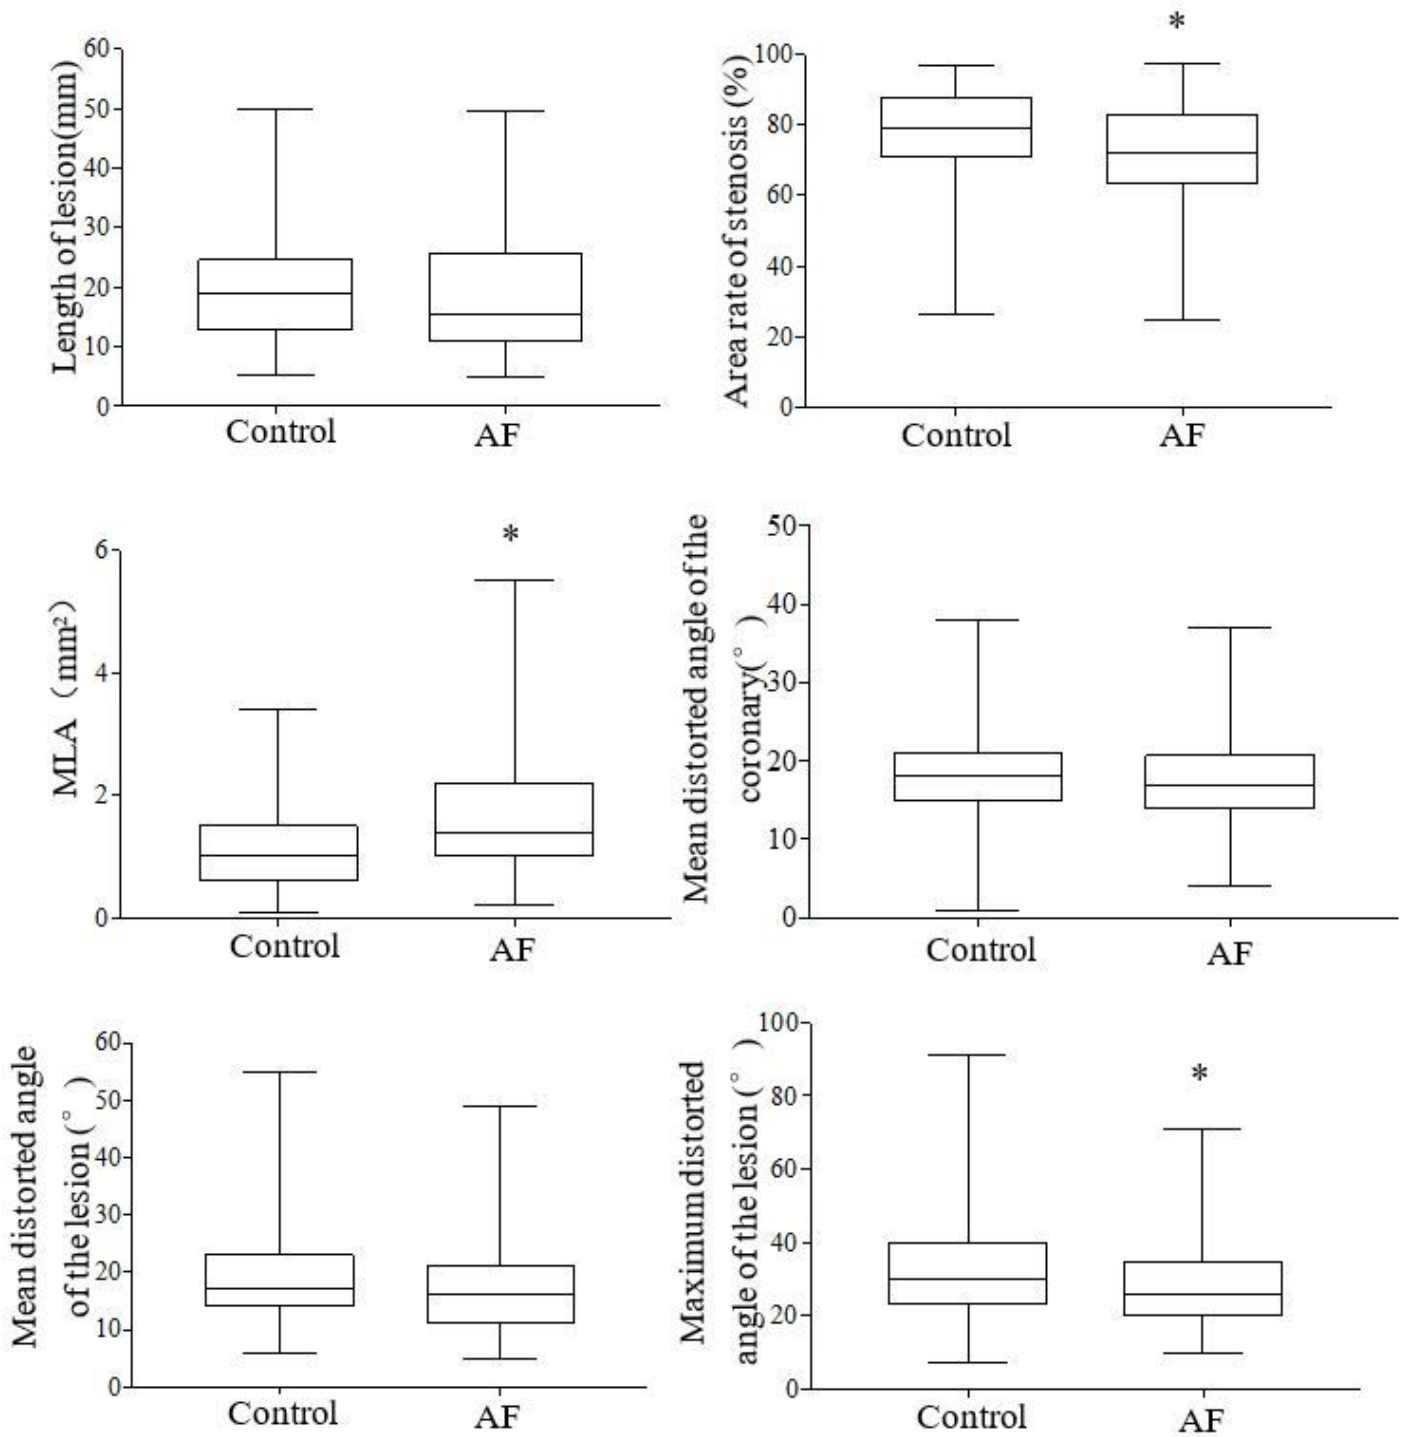 Length of lesion(mm)
60
50
40
30
20
10
0
Control
AF
*
Area rate of stenosis (%)
100
80
60
40
20
0
Control
AF
*
MLA (mm²)
6
4
2
0
Control
AF
Mean distorted angle of the
coronary(°)
50
40
30
20
10
0
Control
AF
Mean distorted angle
of the lesion (°)
60
50
40
30
20
10
0
Control
AF
*
Maximum distorted
angle of the lesion (°)
100
80
60
40
20
0
Control
AF